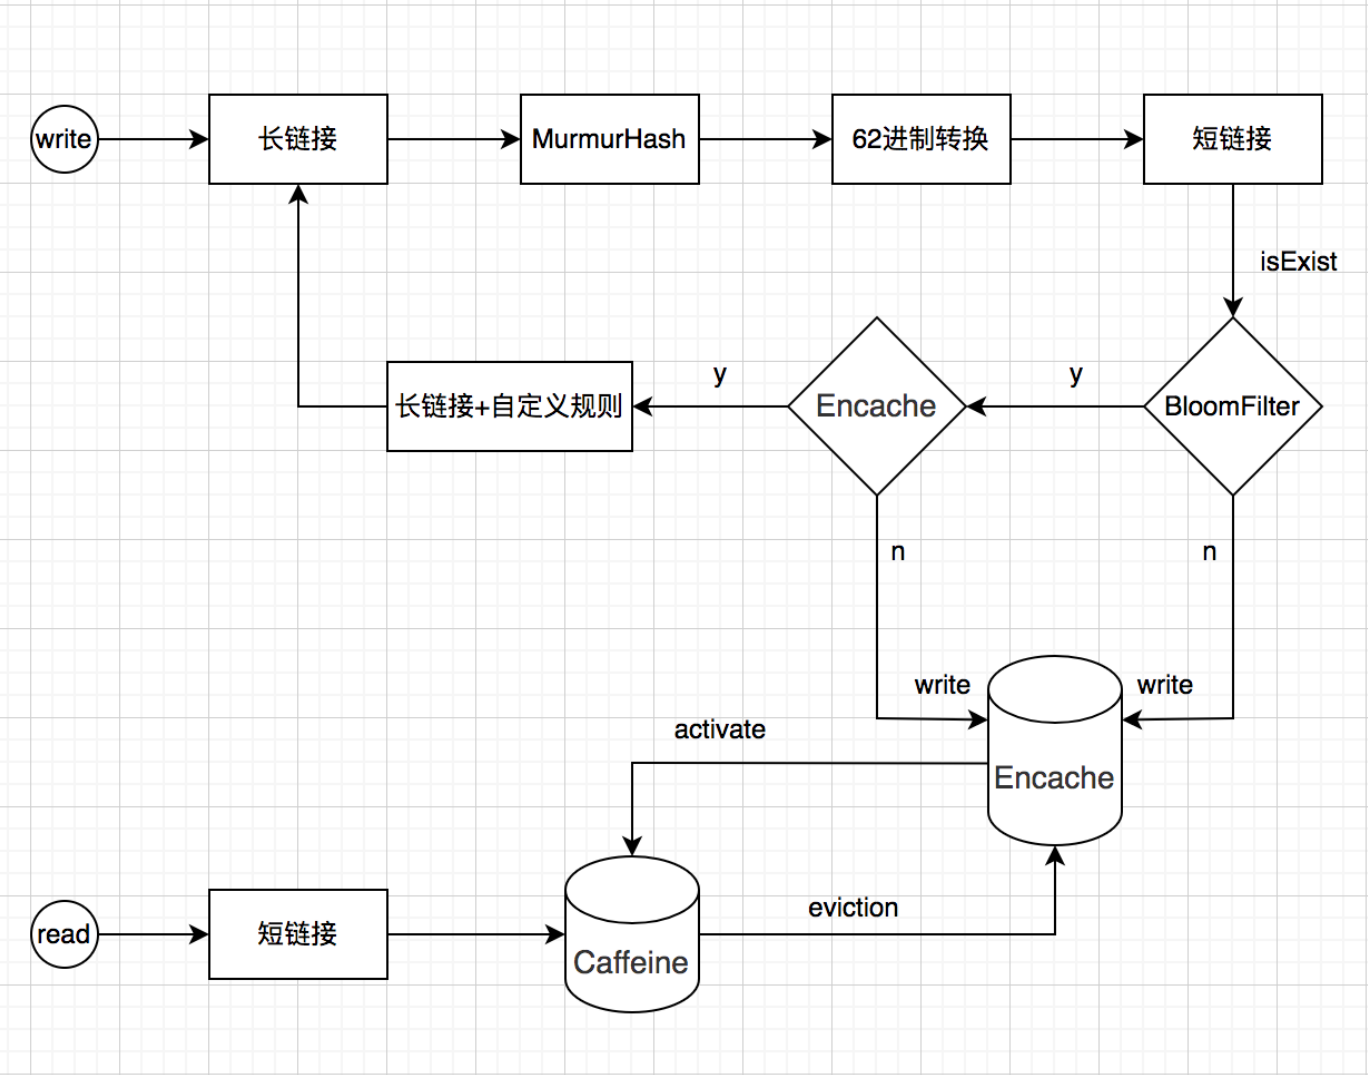 write
长链接
MurmurHash
62进制转换
短链接
isExist
y
y
长链接+自定义规则
Encache
BloomFilter
n
n
write
write
activate
Encache
eviction
read
短链接
Caffeine